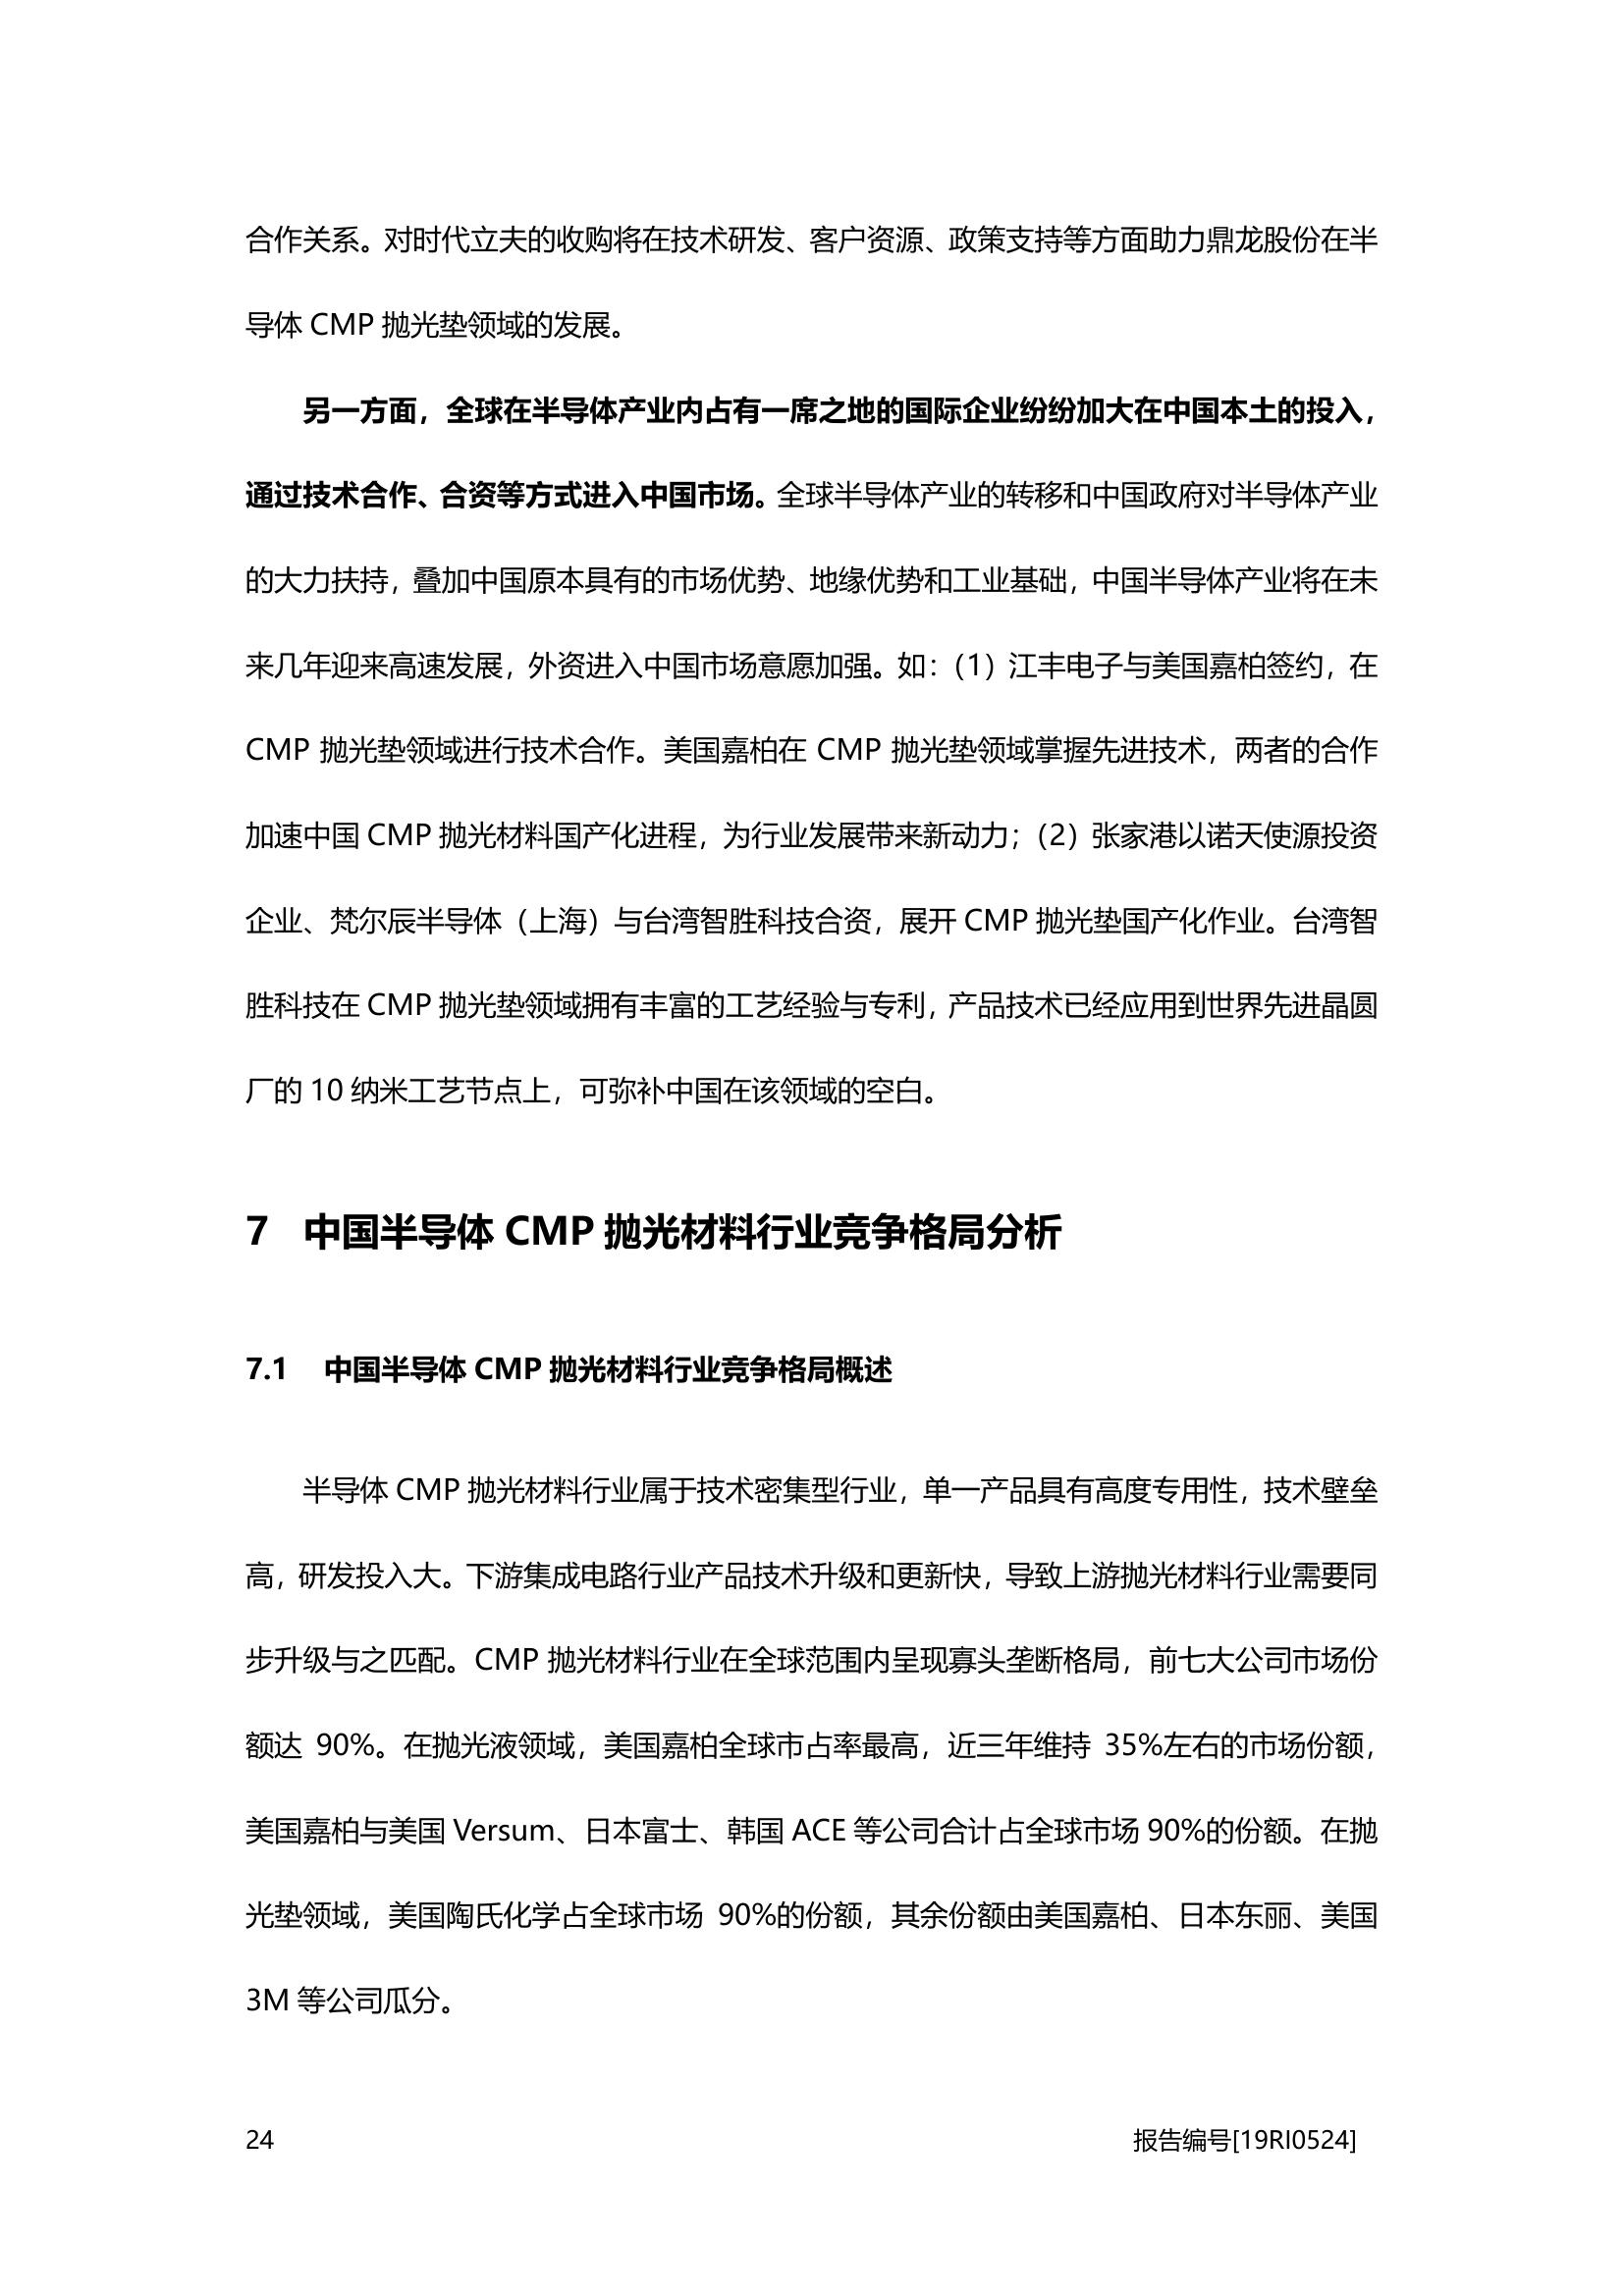 合作关系。对时代立夫的收购将在技术研发、客户资源、政策支持等方面助力鼎龙股份在半
导体 CMP 抛光垫领域的发展。
另一方面，全球在半导体产业内占有一席之地的国际企业纷纷加大在中国本土的投入，
通过技术合作、合资等方式进入中国市场。全球半导体产业的转移和中国政府对半导体产业
的大力扶持，叠加中国原本具有的市场优势、地缘优势和工业基础，中国半导体产业将在未
来几年迎来高速发展，外资进入中国市场意愿加强。如：（1）江丰电子与美国嘉柏签约，在
CMP 抛光垫领域进行技术合作。美国嘉柏在 CMP 抛光垫领域掌握先进技术，两者的合作
加速中国 CMP 抛光材料国产化进程，为行业发展带来新动力；（2）张家港以诺天使源投资
企业、梵尔辰半导体（上海）与台湾智胜科技合资，展开 CMP 抛光垫国产化作业。台湾智
胜科技在 CMP 抛光垫领域拥有丰富的工艺经验与专利，产品技术已经应用到世界先进晶圆
厂的 10 纳米工艺节点上，可弥补中国在该领域的空白。
7 中国半导体 CMP 抛光材料行业竞争格局分析
7.1 中国半导体 CMP 抛光材料行业竞争格局概述
半导体 CMP 抛光材料行业属于技术密集型行业，单一产品具有高度专用性，技术壁垒
高，研发投入大。下游集成电路行业产品技术升级和更新快，导致上游抛光材料行业需要同
步升级与之匹配。CMP 抛光材料行业在全球范围内呈现寡头垄断格局，前七大公司市场份
额达 90%。在抛光液领域，美国嘉柏全球市占率最高，近三年维持 35%左右的市场份额，
美国嘉柏与美国 Versum、日本富士、韩国 ACE 等公司合计占全球市场 90%的份额。在抛
光垫领域，美国陶氏化学占全球市场 90%的份额，其余份额由美国嘉柏、日本东丽、美国
3M 等公司瓜分。
24 报告编号[19RI0524]